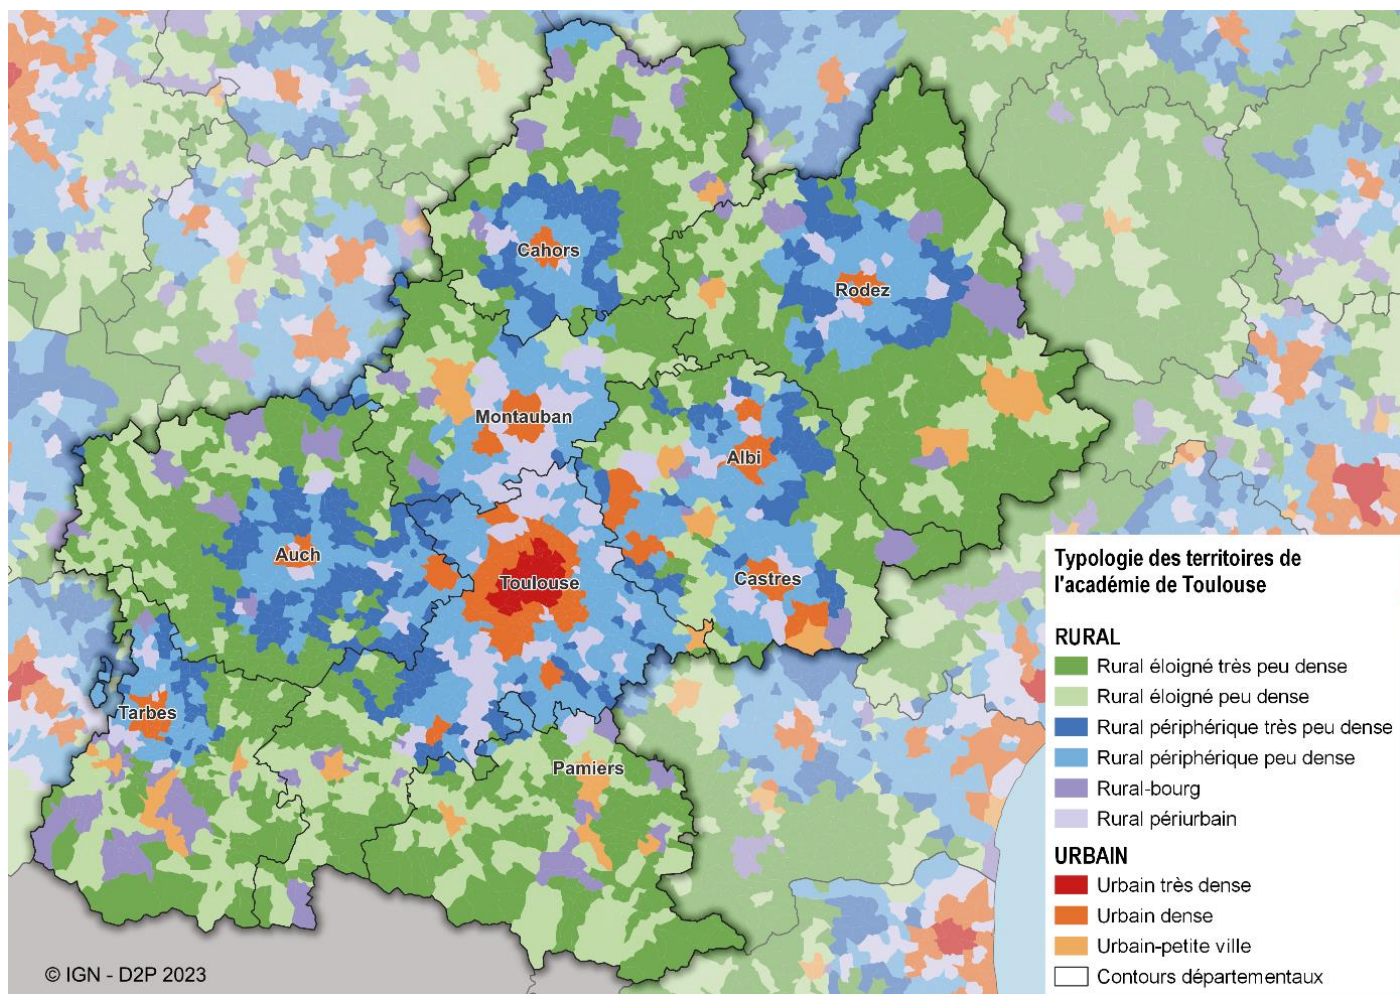 Cahors
Rodez
Montauban
Albi
Auch
Toulouse
Castres
Tarbes
Pamiers
Typologie des territoires de
l'académie de Toulouse
RURAL
Rural éloigné très peu dense
Rural éloigné peu dense
Rural périphérique très peu dense
Rural périphérique peu dense
Rural-bourg
Rural périurbain
URBAIN
Urbain très dense
Urbain dense
Urbain-petite ville
Contours départementaux
© IGN - D2P 2023